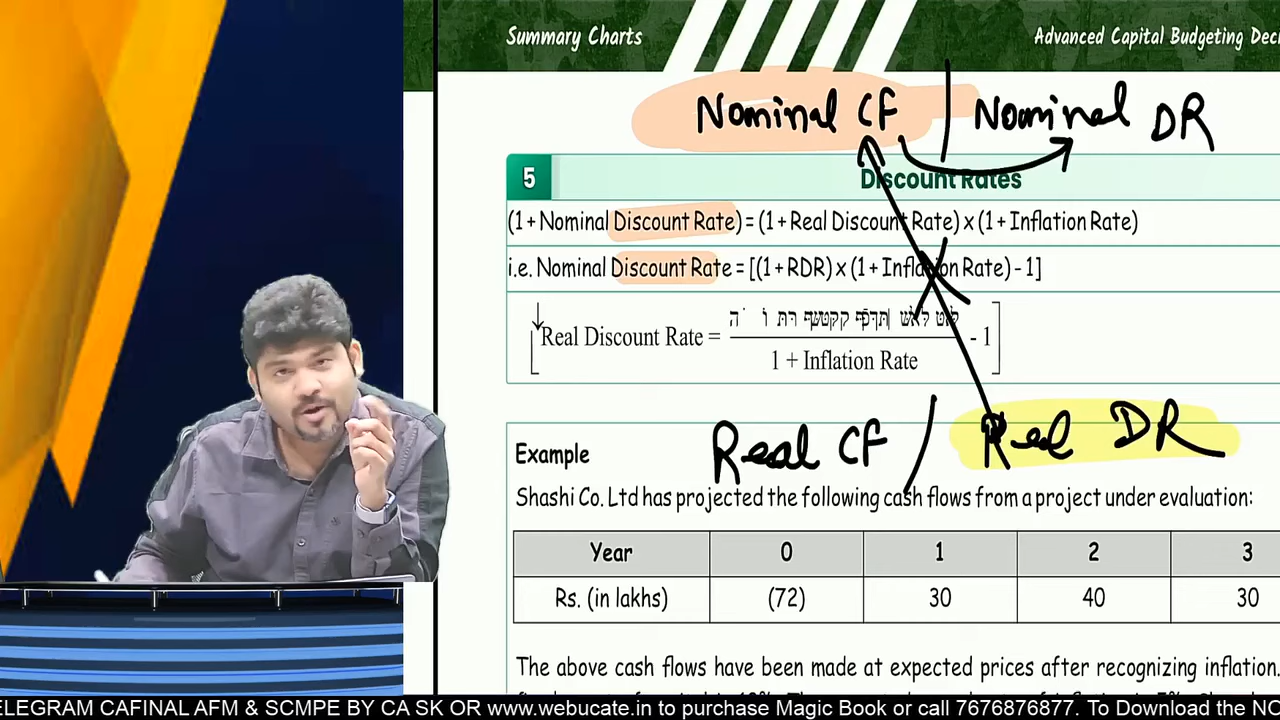 Summary Charts
Advanced Capital Budgeting Deci
Nominal CF | Nominal DR
5
Discount Rates
(1 + Nominal Discount Rate) = (1 + Real Discount Rate) x (1 + Inflation Rate)
i.e. Nominal Discount Rate = [(1 + RDR) x (1 + Inflation Rate) - 1]
Real Discount Rate =
1 + Inflation Rate
- 1
Real CF / Real DR
Example
Shashi Co. Ltd has projected the following cash flows from a project under evaluation:
Year 0 1 2 3
Rs. (in lakhs) (72) 30 40 30
The above cash flows have been made at expected prices after recognizing inflation.
ELEGRAM CAFINAL AFM & SCMPE BY CA SK OR www.webucate.in to purchase Magic Book or call 7676876877. To Download the NO